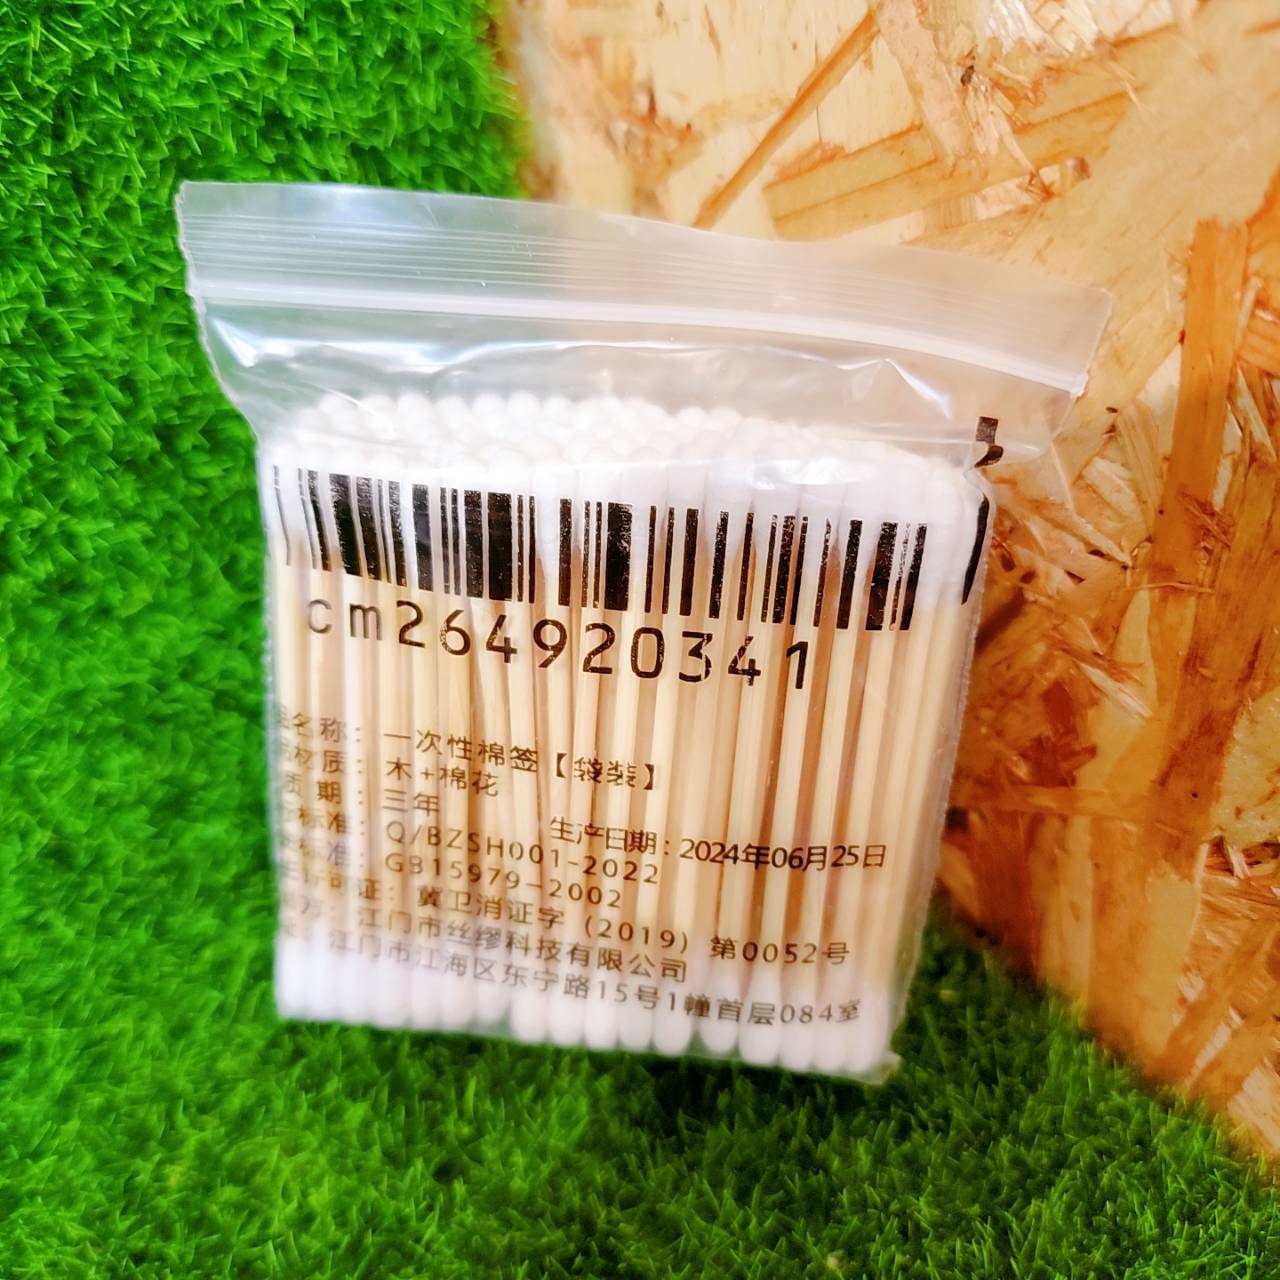 cm264920341
名称：一次性棉签【袋装】
材质：木+棉花
质期：三年
生产日期：2024年06月25日
标准：Q/BZSH001-2022
标准：GB15979-2002
许可证：冀卫消证字（2019）第0052号
方：江门市丝缪科技有限公司
江门市江海区东宁路15号1幢首层084室